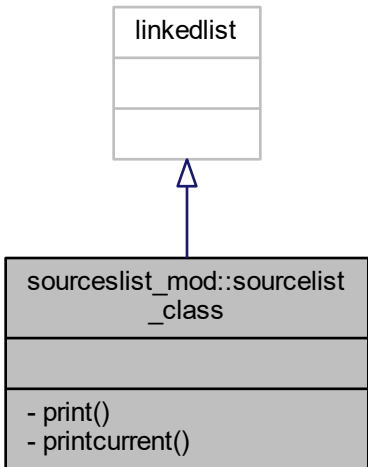 linkedlist
sourceslist_mod::sourcelist
_class
- print()
- printcurrent()